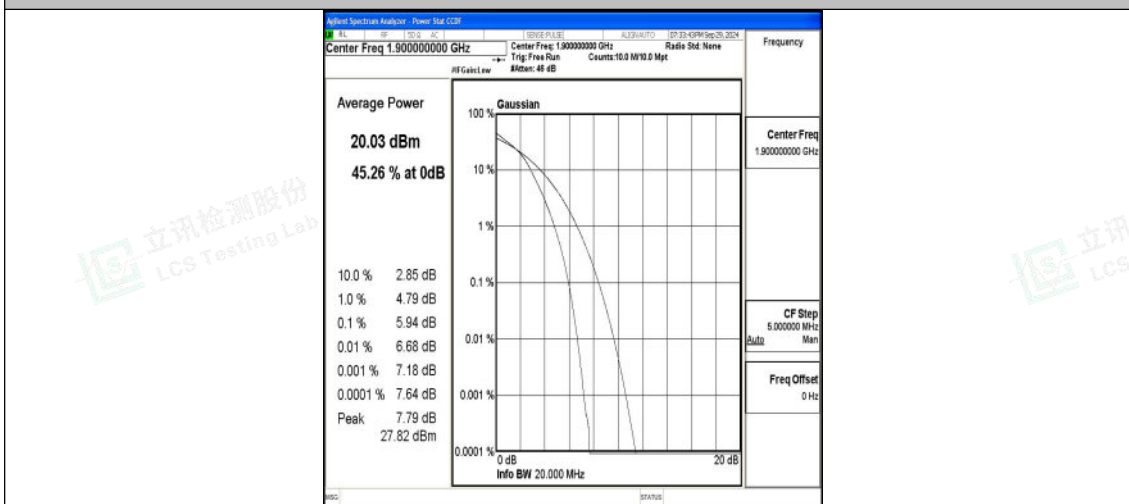 Agilent Spectrum Analyzer - Power Stat CCDF
RL RF 50 Ω AC SENSE:PULSE ALIGNAUTO 07:33:43PM Sep 29, 2024
Center Freq 1.900000000 GHz
Center Freq: 1.900000000 GHz Radio Std: None
Trig: Free Run Counts:10.0 M/10.0 Mpt
#IFGain:Low #Atten: 46 dB
Frequency
Average Power
20.03 dBm
45.26 % at 0dB
10.0 % 2.85 dB
1.0 % 4.79 dB
0.1 % 5.94 dB
0.01 % 6.68 dB
0.001 % 7.18 dB
0.0001 % 7.64 dB
Peak 7.79 dB
27.82 dBm
Gaussian
100 %
10 %
1 %
0.1 %
0.01 %
0.001 %
0.0001 %
0 dB 20 dB
Info BW 20.000 MHz
Center Freq
1.900000000 GHz
CF Step
5.000000 MHz
Auto Man
Freq Offset
0 Hz
MSG STATUS
立讯检测股份
LCS Testing Lab
立讯
LCS